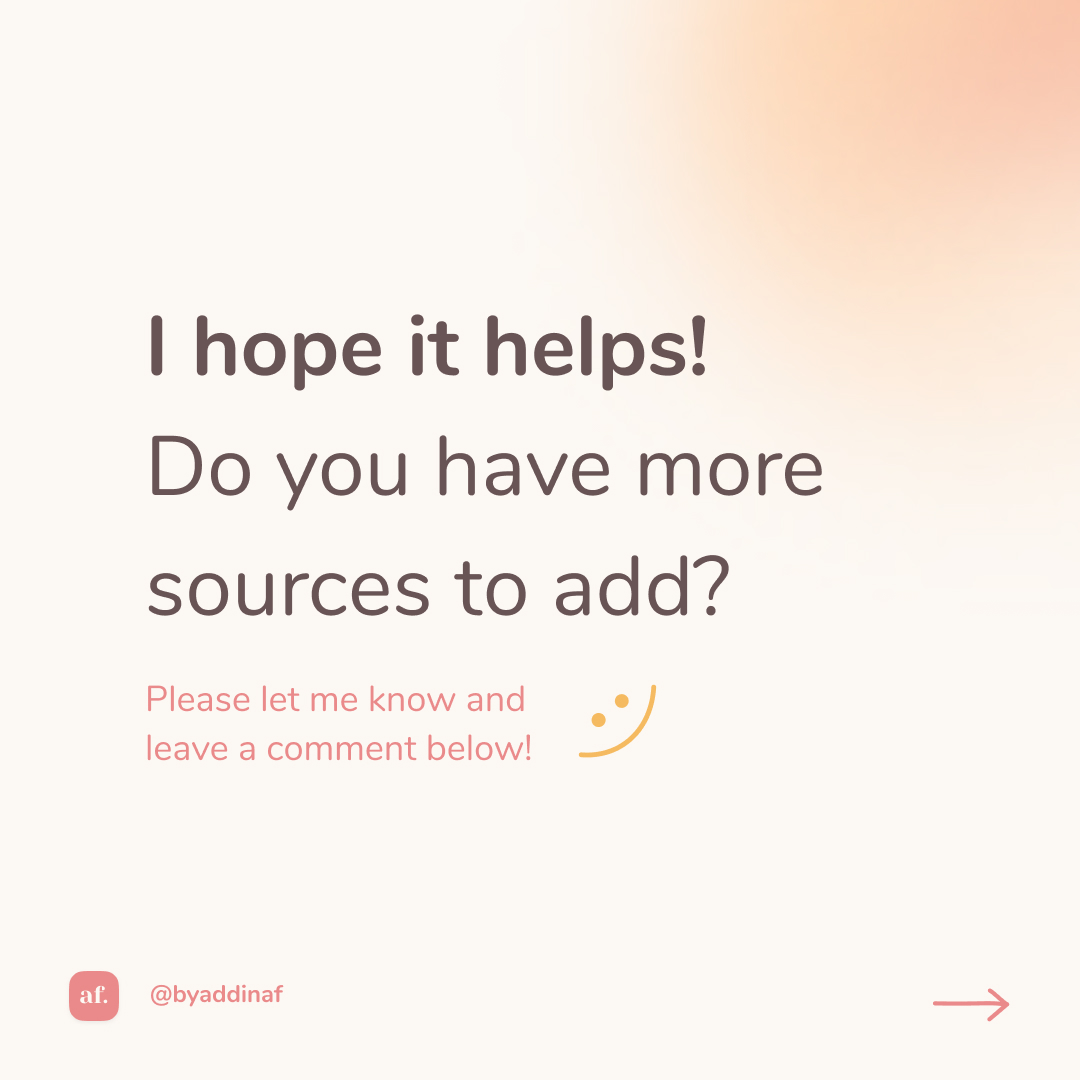 I hope it helps!
Do you have more
sources to add?
Please let me know and
leave a comment below!
af.
@byaddinaf